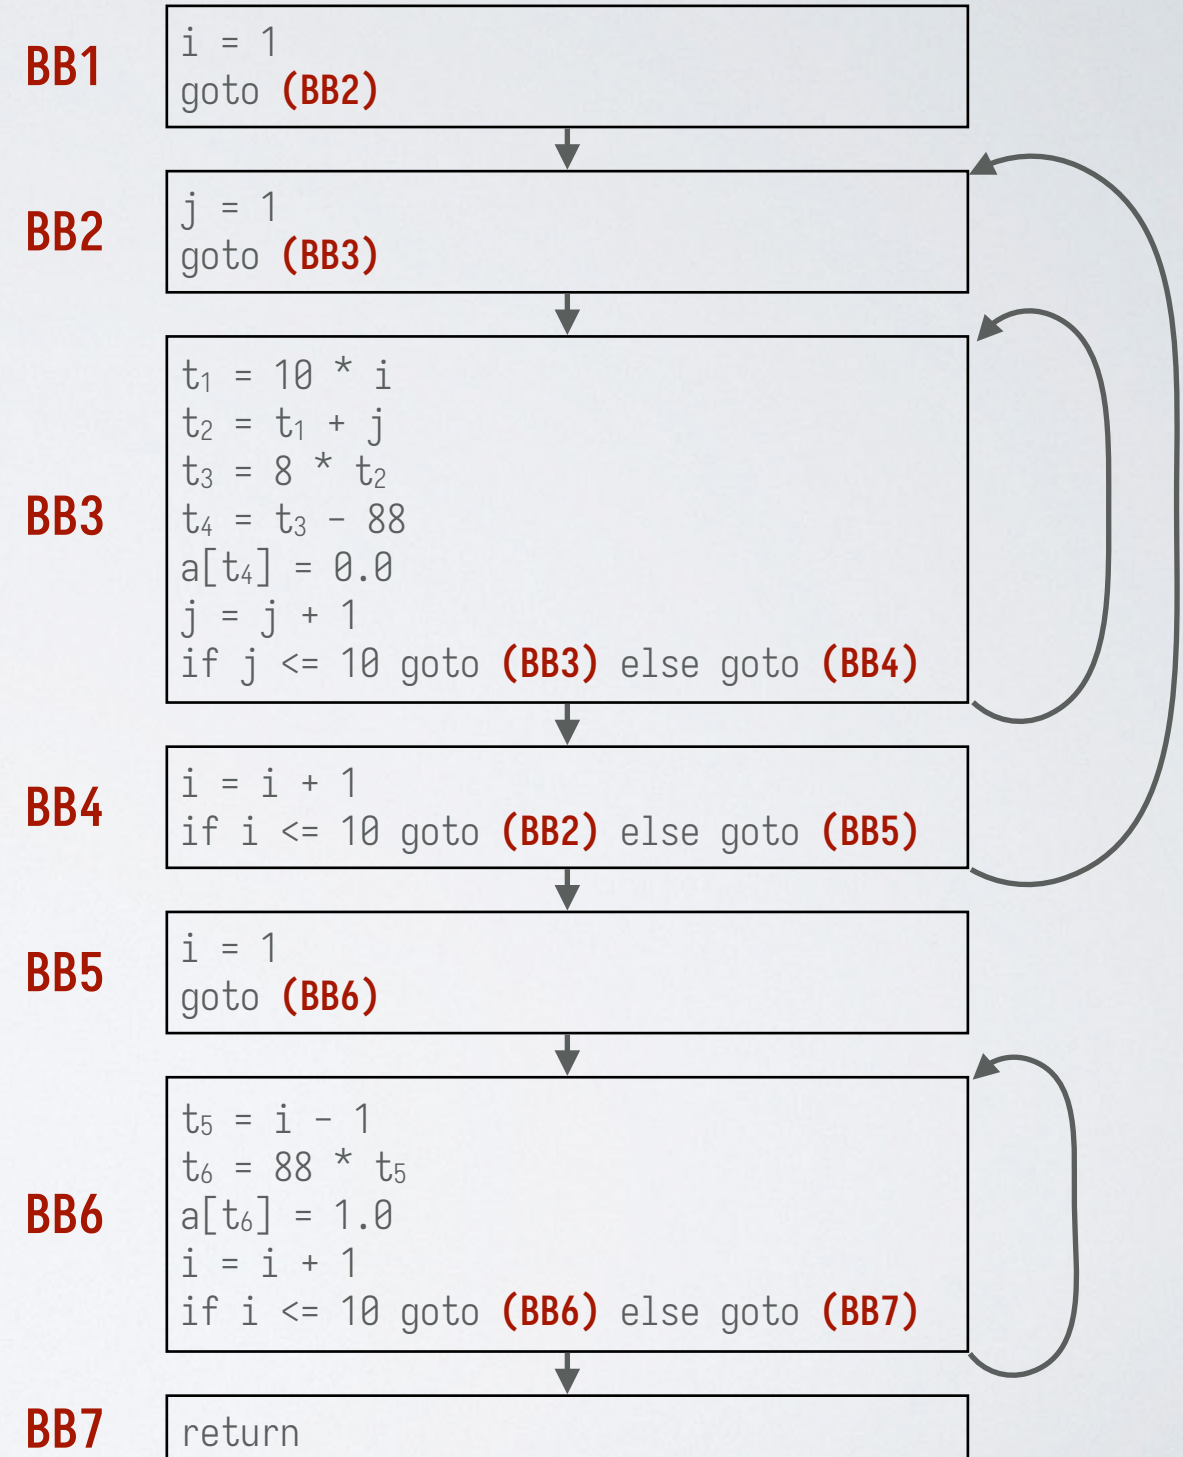 BB1
i = 1
goto (BB2)
BB2
j = 1
goto (BB3)
BB3
t₁ = 10 * i
t₂ = t₁ + j
t₃ = 8 * t₂
t₄ = t₃ - 88
a[t₄] = 0.0
j = j + 1
if j <= 10 goto (BB3) else goto (BB4)
BB4
i = i + 1
if i <= 10 goto (BB2) else goto (BB5)
BB5
i = 1
goto (BB6)
BB6
t₅ = i - 1
t₆ = 88 * t₅
a[t₆] = 1.0
i = i + 1
if i <= 10 goto (BB6) else goto (BB7)
BB7
return